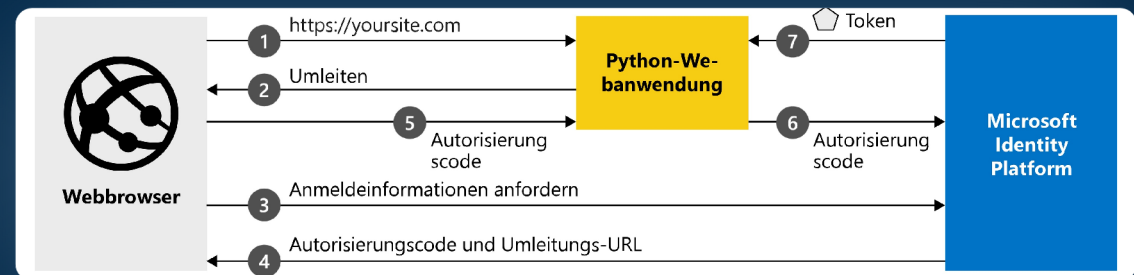 1
https://yoursite.com
7
Token
Python-We-
banwendung
2
Umleiten
5
Autorisierung
scode
6
Autorisierung
scode
Microsoft
Identity
Platform
Webbrowser
3
Anmeldeinformationen anfordern
4
Autorisierungscode und Umleitungs-URL